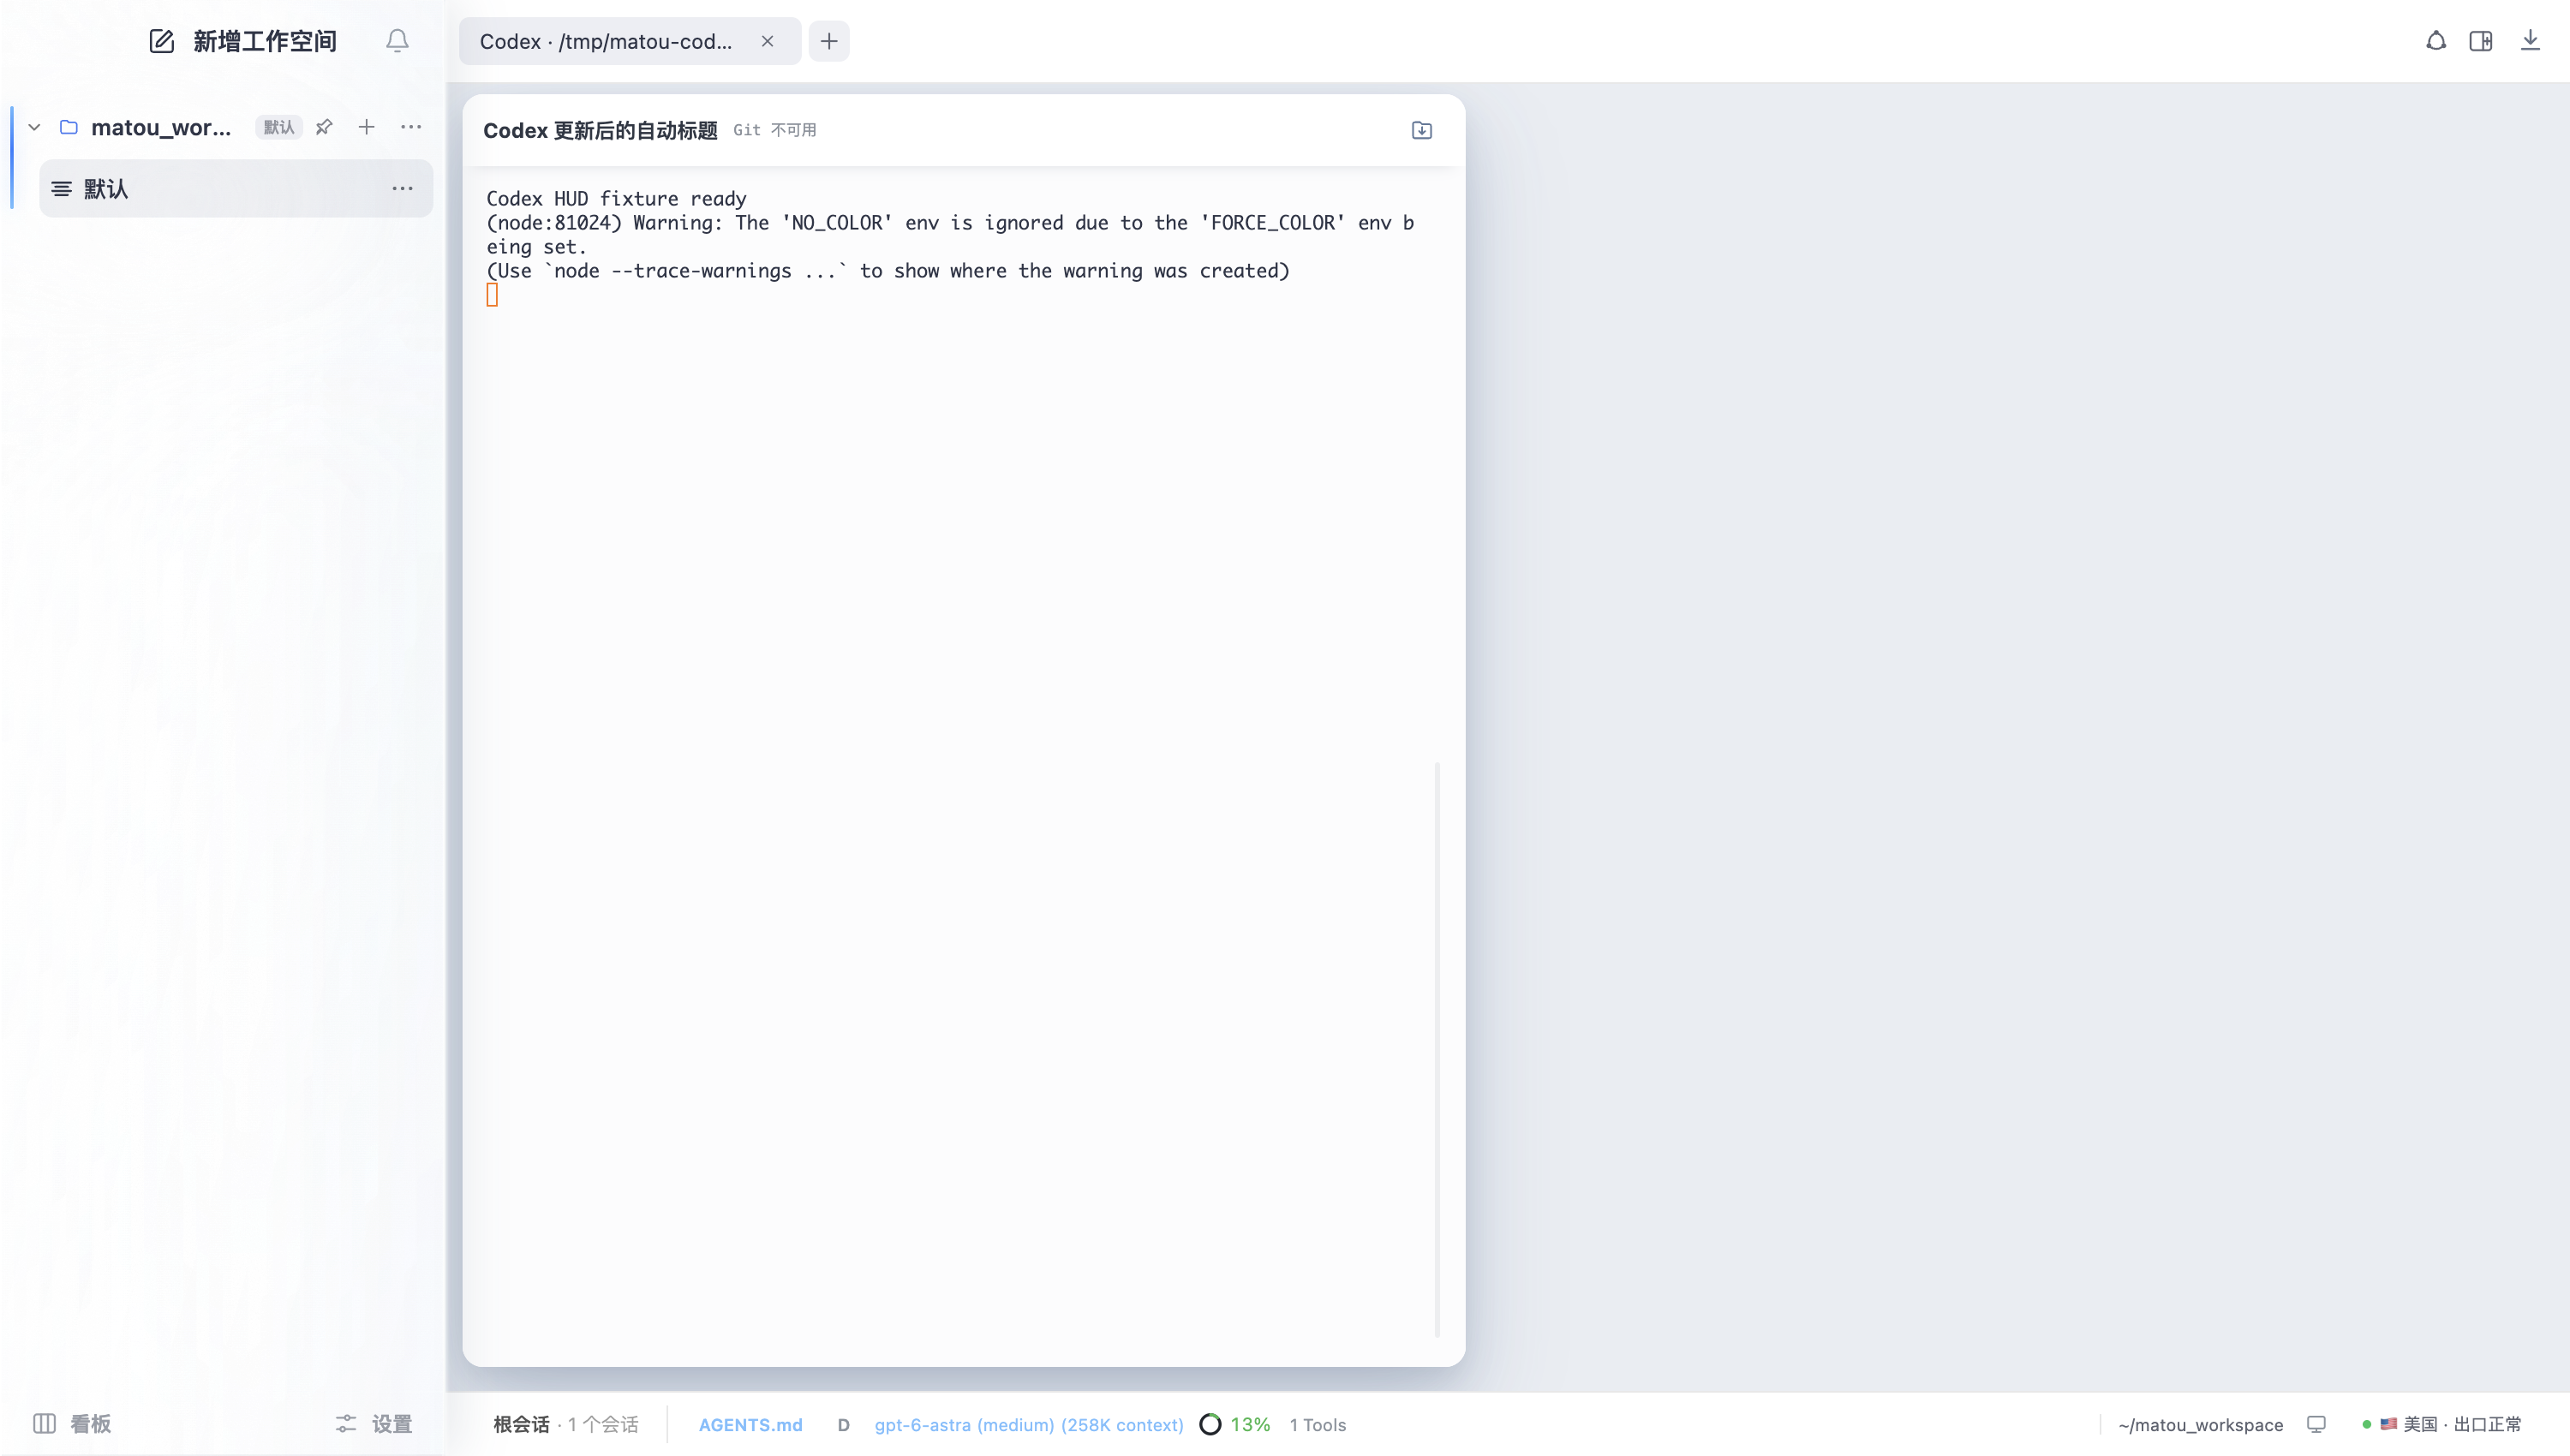 新增工作空间
Codex · /tmp/matou-cod...
matou_wor... 默认
默认
Codex 更新后的自动标题 Git 不可用
Codex HUD fixture ready
(node:81024) Warning: The 'NO_COLOR' env is ignored due to the 'FORCE_COLOR' env b
eing set.
(Use `node --trace-warnings ...` to show where the warning was created)
看板 设置
根会话 · 1 个会话 AGENTS.md D gpt-6-astra (medium) (258K context) 13% 1 Tools
~/matou_workspace 美国 · 出口正常